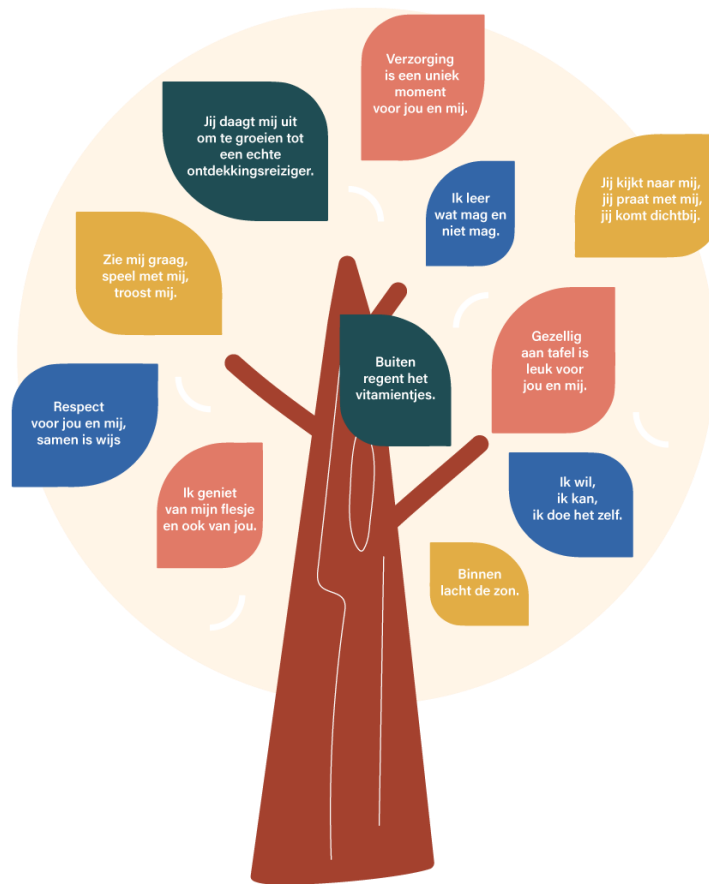 Verzorging
is een uniek
moment
voor jou en mij.
Jij daagt mij uit
om te groeien tot
een echte
ontdekkingsreiziger.
Ik leer
wat mag en
niet mag.
Jij kijkt naar mij,
jij praat met mij,
jij komt dichtbij.
Zie mij graag,
speel met mij,
troost mij.
Buiten
regent het
vitamientjes.
Gezellig
aan tafel is
leuk voor
jou en mij.
Respect
voor jou en mij,
samen is wijs
Ik geniet
van mijn flesje
en ook van jou.
Ik wil,
ik kan,
ik doe het zelf.
Binnen
lacht de zon.